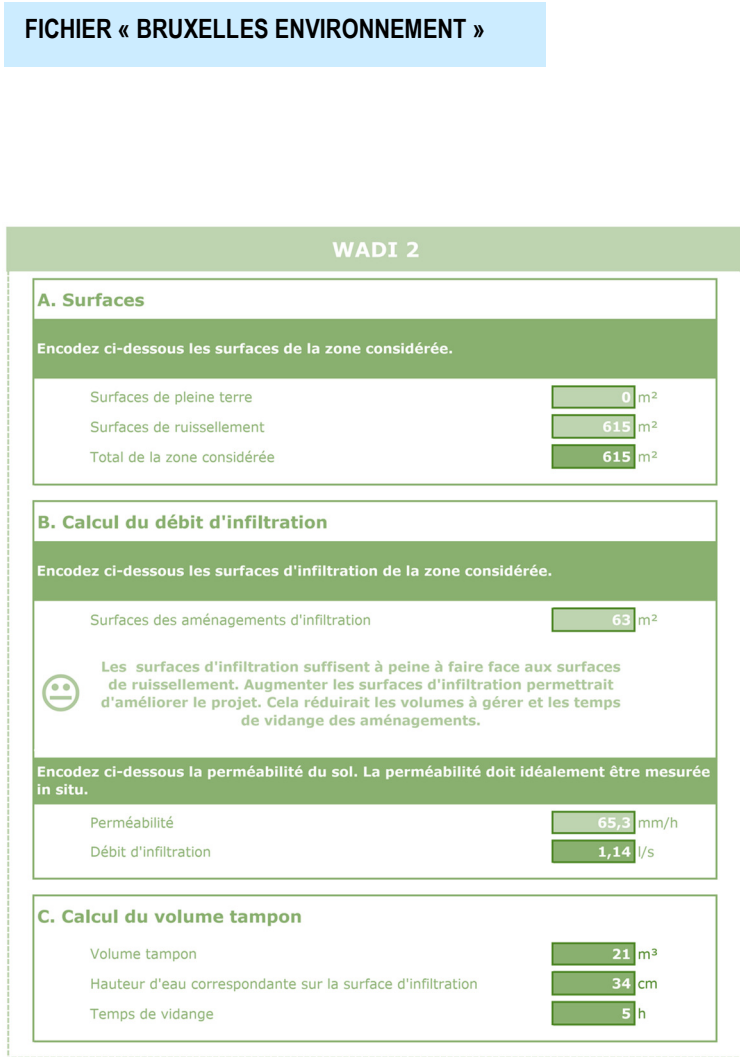 FICHIER « BRUXELLES ENVIRONNEMENT »
WADI 2
A. Surfaces
Encodez ci-dessous les surfaces de la zone considérée.
Surfaces de pleine terre 0 m²
Surfaces de ruissellement 615 m²
Total de la zone considérée 615 m²
B. Calcul du débit d'infiltration
Encodez ci-dessous les surfaces d'infiltration de la zone considérée.
Surfaces des aménagements d'infiltration 63 m²
Les surfaces d'infiltration suffisent à peine à faire face aux surfaces
de ruissellement. Augmenter les surfaces d'infiltration permettrait
d'améliorer le projet. Cela réduirait les volumes à gérer et les temps
de vidange des aménagements.
Encodez ci-dessous la perméabilité du sol. La perméabilité doit idéalement être mesurée
in situ.
Perméabilité 65,3 mm/h
Débit d'infiltration 1,14 l/s
C. Calcul du volume tampon
Volume tampon 21 m³
Hauteur d'eau correspondante sur la surface d'infiltration 34 cm
Temps de vidange 5 h